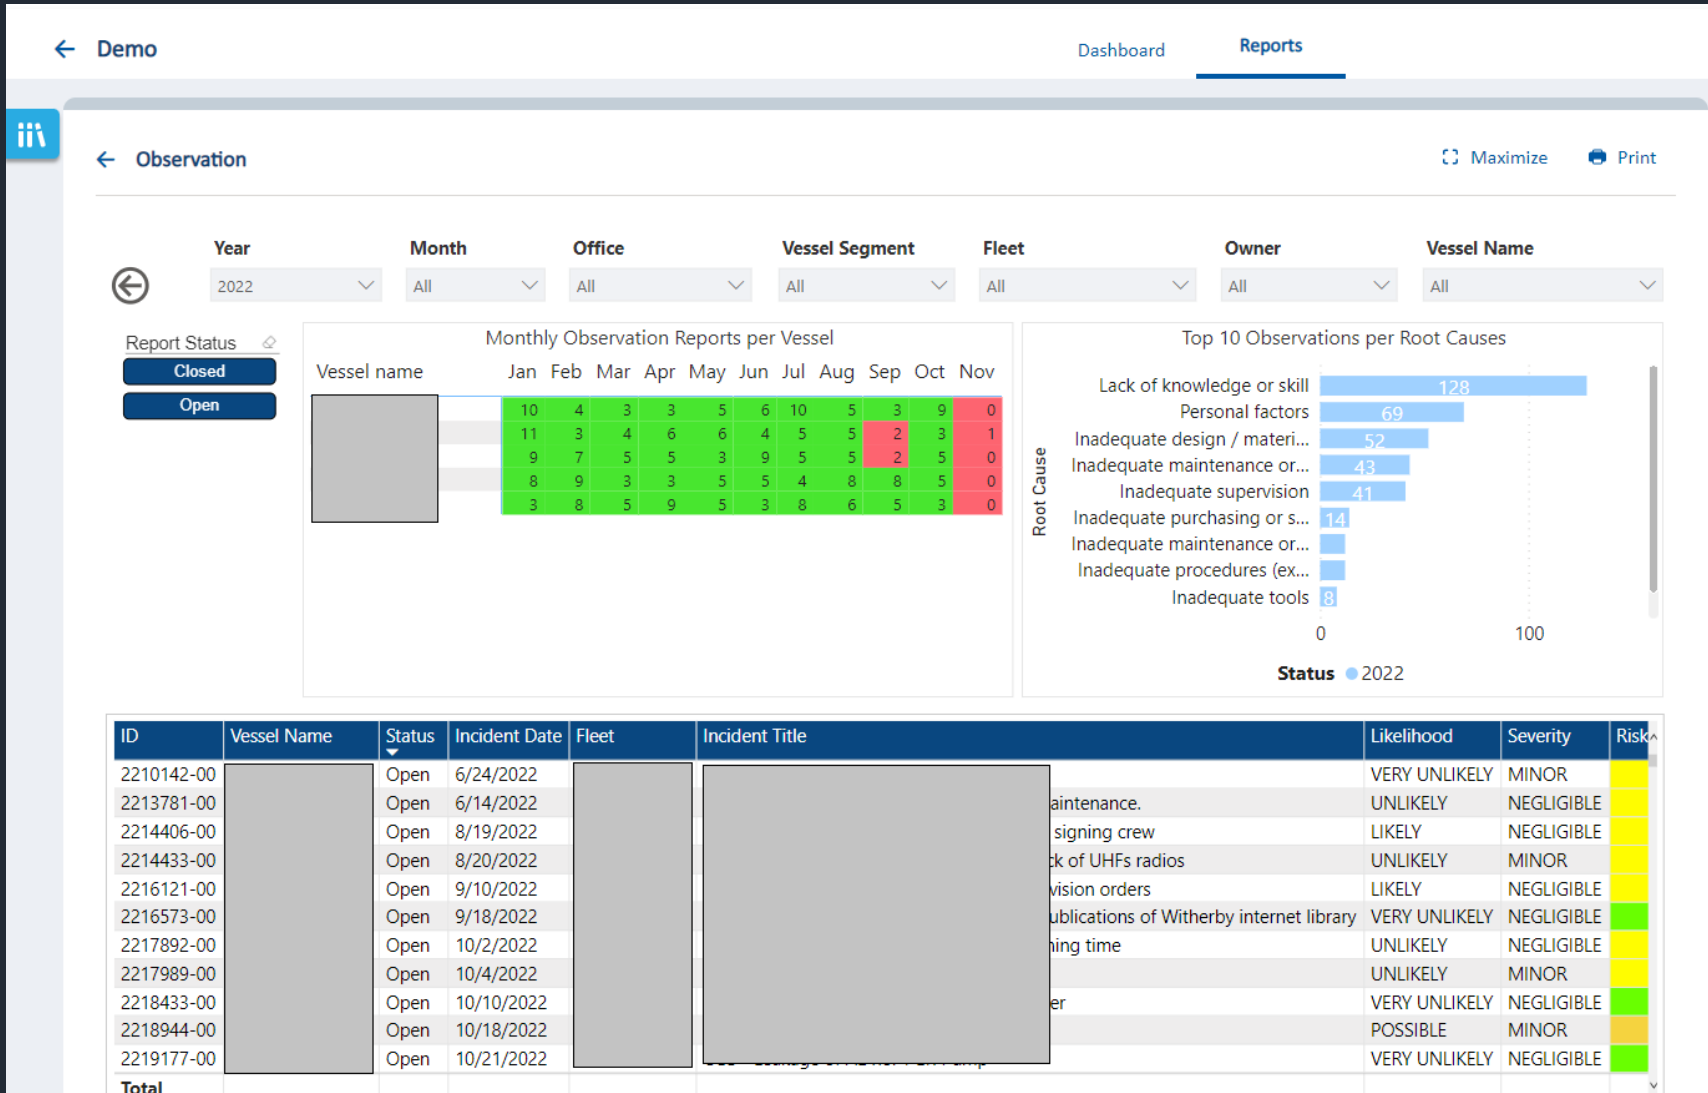 Demo
Dashboard Reports
Observation
Maximize Print
Year Month Office Vessel Segment Fleet Owner Vessel Name
2022 All All All All All All
Report Status
Closed
Open
Monthly Observation Reports per Vessel
Vessel name Jan Feb Mar Apr May Jun Jul Aug Sep Oct Nov
10 4 3 3 5 6 10 5 3 9 0
11 3 4 6 6 4 5 5 2 3 1
9 7 5 5 3 9 5 5 2 5 0
8 9 3 3 5 5 4 8 8 5 0
3 8 5 9 5 3 8 6 5 3 0
Top 10 Observations per Root Causes
Root Cause
Lack of knowledge or skill 128
Personal factors 69
Inadequate design / materi... 52
Inadequate maintenance or... 43
Inadequate supervision 41
Inadequate purchasing or s... 14
Inadequate maintenance or...
Inadequate procedures (ex...
Inadequate tools 8
0 100
Status 2022
ID Vessel Name Status Incident Date Fleet Incident Title Likelihood Severity Risk
2210142-00 Open 6/24/2022 VERY UNLIKELY MINOR
2213781-00 Open 6/14/2022 aintenance. UNLIKELY NEGLIGIBLE
2214406-00 Open 8/19/2022 signing crew LIKELY NEGLIGIBLE
2214433-00 Open 8/20/2022 ck of UHFs radios UNLIKELY MINOR
2216121-00 Open 9/10/2022 vision orders LIKELY NEGLIGIBLE
2216573-00 Open 9/18/2022 ublications of Witherby internet library VERY UNLIKELY NEGLIGIBLE
2217892-00 Open 10/2/2022 ning time UNLIKELY NEGLIGIBLE
2217989-00 Open 10/4/2022 UNLIKELY MINOR
2218433-00 Open 10/10/2022 er VERY UNLIKELY NEGLIGIBLE
2218944-00 Open 10/18/2022 POSSIBLE MINOR
2219177-00 Open 10/21/2022 VERY UNLIKELY NEGLIGIBLE
Total